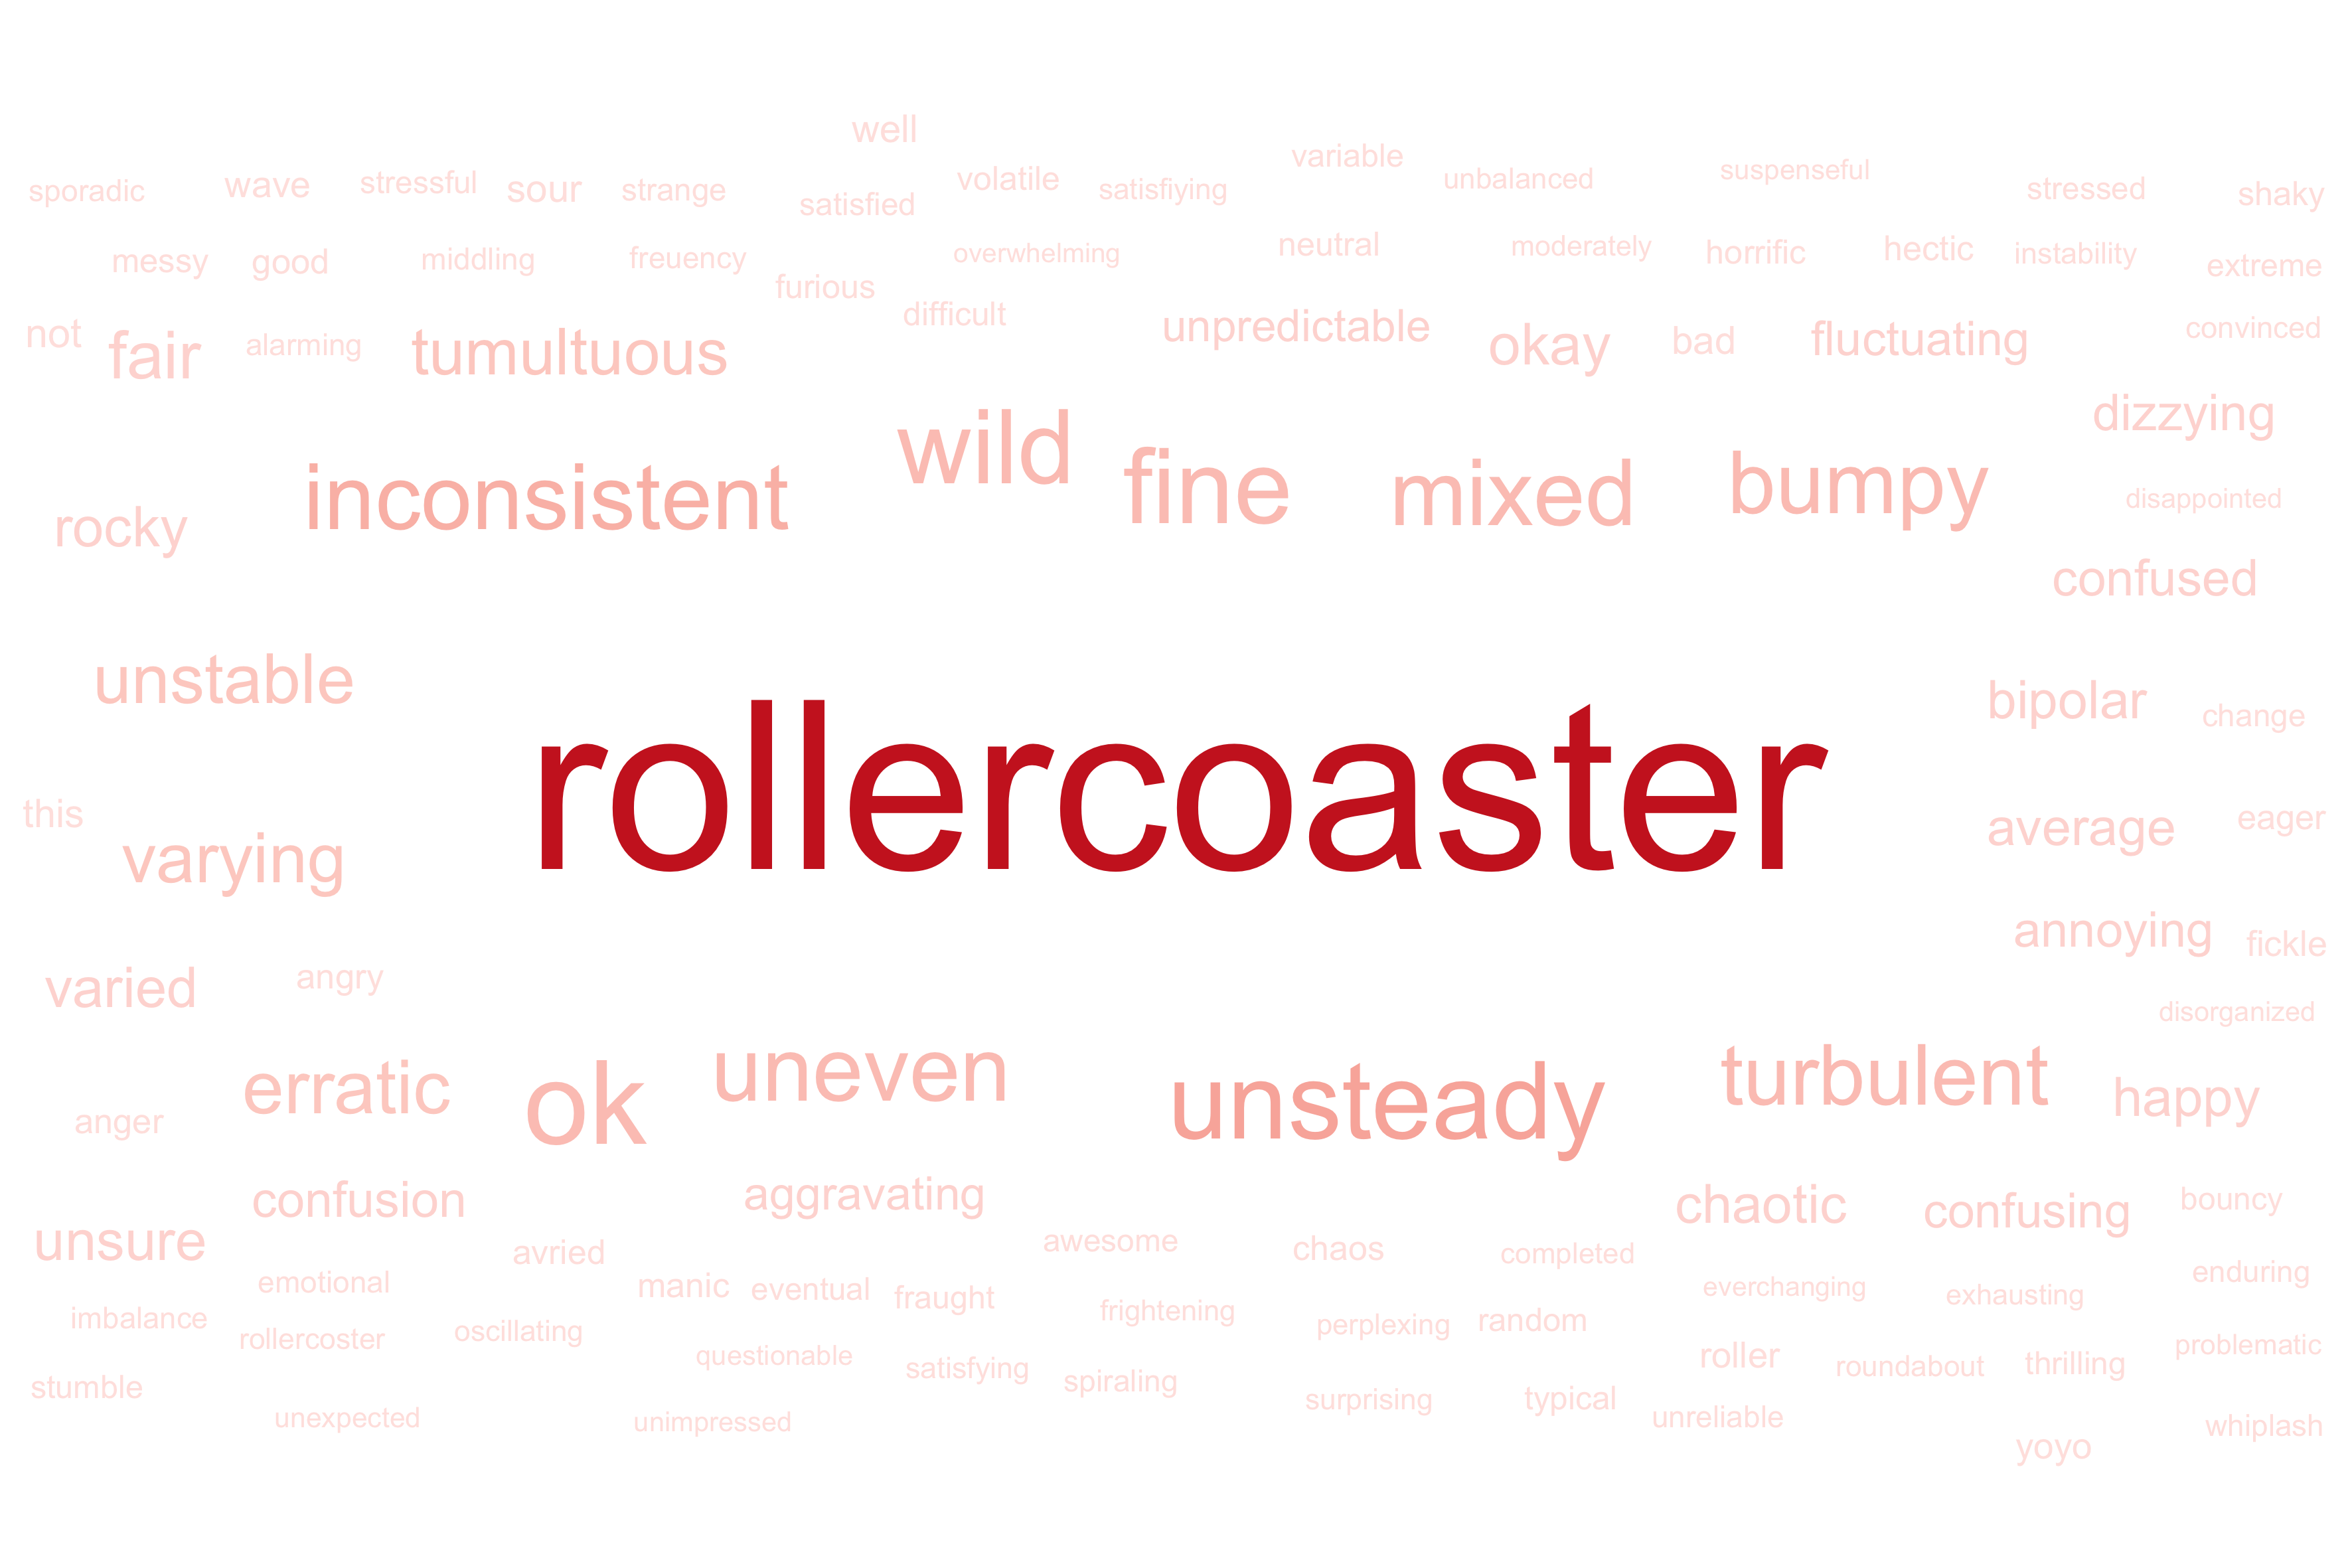 well
variable
suspenseful
sporadic
wave
stressful
sour
strange
satisfied
volatile
satisfiying
unbalanced
stressed
shaky
messy
good
middling
freuency
furious
overwhelming
neutral
moderately
horrific
hectic
instability
extreme
not
fair
alarming
tumultuous
difficult
unpredictable
okay
bad
fluctuating
convinced
dizzying
rocky
inconsistent
wild
fine
mixed
bumpy
disappointed
confused
unstable
rollercoaster
bipolar
change
this
varying
average
eager
annoying
fickle
varied
angry
disorganized
anger
erratic
ok
uneven
unsteady
turbulent
happy
unsure
confusion
aggravating
chaotic
confusing
bouncy
avried
awesome
chaos
completed
emotional
manic
eventual
fraught
everchanging
exhausting
enduring
imbalance
rollercoster
oscillating
frightening
perplexing
random
problematic
stumble
questionable
satisfying
spiraling
roller
roundabout
thrilling
surprising
typical
unexpected
unimpressed
unreliable
yoyo
whiplash